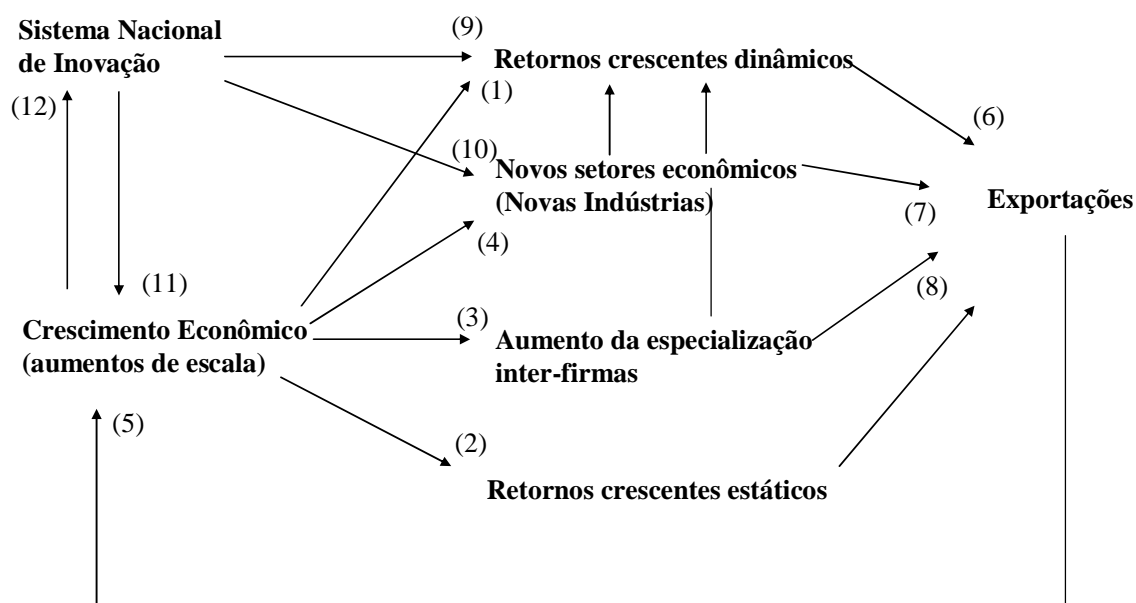 Sistema Nacional
de Inovação
(12)
(9)
Retornos crescentes dinâmicos
(1)
(6)
(10)
Novos setores econômicos
(Novas Indústrias)
(4)
(7)
Exportações
(11)
(8)
Crescimento Econômico
(aumentos de escala)
(3)
Aumento da especialização
inter-firmas
(5)
(2)
Retornos crescentes estáticos